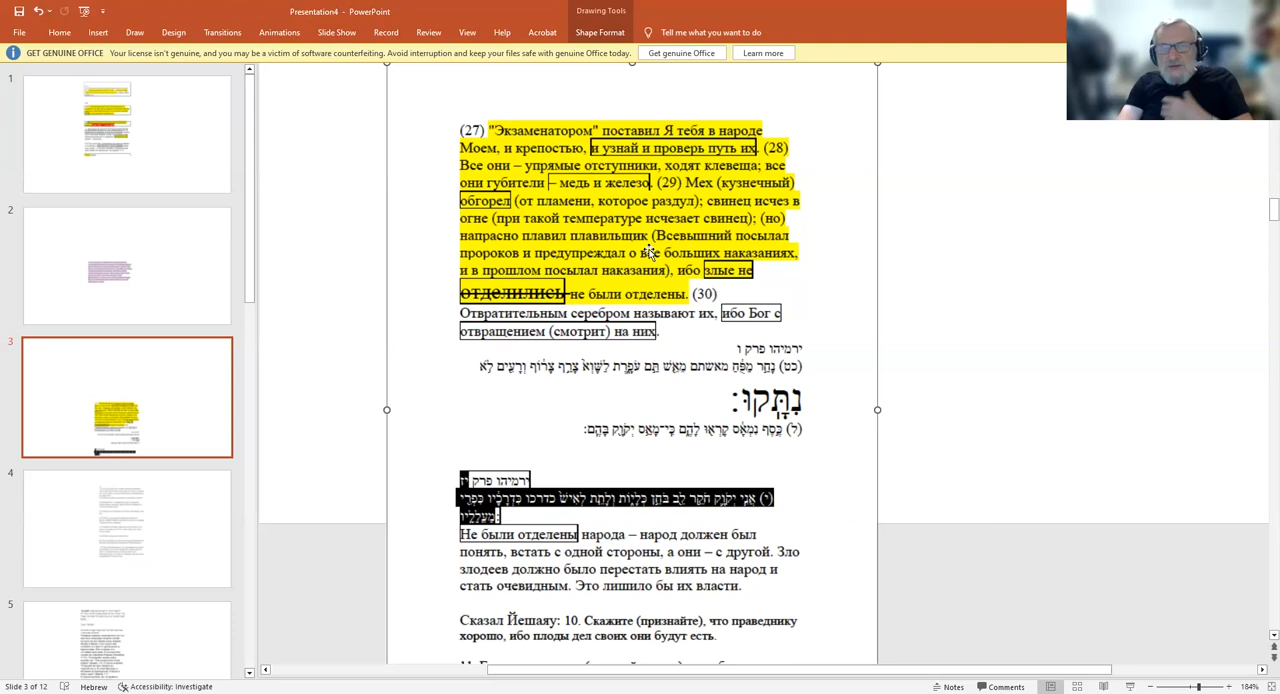 Presentation4 - PowerPoint
Drawing Tools
File Home Insert Draw Design Transitions Animations Slide Show Record Review View Help Acrobat Shape Format Tell me what you want to do
GET GENUINE OFFICE Your license isn't genuine, and you may be a victim of software counterfeiting. Avoid interruption and keep your files safe with genuine Office today. Get genuine Office Learn more
1
2
3
4
5
(27) "Экзаменатором" поставил Я тебя в народе
Моем, и крепостью, и узнай и проверь путь их. (28)
Все они – упрямые отступники, ходят клевеща; все
они губители – медь и железо. (29) Мех (кузнечный)
обгорел (от пламени, которое раздул); свинец исчез в
огне (при такой температуре исчезает свинец); (но)
напрасно плавил плавильщик (Всевышний посылал
пророков и предупреждал о все больших наказаниях,
и в прошлом посылал наказания), ибо злые не
отделились не были отделены. (30)
Отвратительным серебром называют их, ибо Бог с
отвращением (смотрит) на них.
ירמיהו פרק ו
(כט) נָחַ֣ר מַפֻּ֔חַ מאשתם מֵאֵ֖שׁ תַּ֣ם עֹפָ֑רֶת לַשָּׁוְא֙ צָרַ֣ף צָר֔וֹף וְרָעִ֖ים לֹ֥א
נִתָּֽקוּ:
(ל) כֶּ֣סֶף נִמְאָ֔ס קָרְא֖וּ לָהֶ֑ם כִּֽי־מָאַ֥ס יְקֹוָ֖ק בָּהֶֽם:
ירמיהו פרק יז
(י) אֲנִ֧י יְקֹוָ֛ק חֹקֵ֥ר לֵ֖ב בֹּחֵ֣ן כְּלָי֑וֹת וְלָתֵ֤ת לְאִישׁ֙ כדרכו כִּדְרָכָ֔יו כִּפְרִ֖י
מַעֲלָלָֽיו:
Не были отделены народа – народ должен был
понять, встать с одной стороны, а они – с другой. Зло
злодеев должно было перестать влиять на народ и
стать очевидным. Это лишило бы их власти.
Сказал Йешаяу: 10. Скажите (признайте), что праведнику
хорошо, ибо плоды дел своих они будут есть.
Slide 3 of 12 Hebrew Accessibility: Investigate Notes Comments 184%